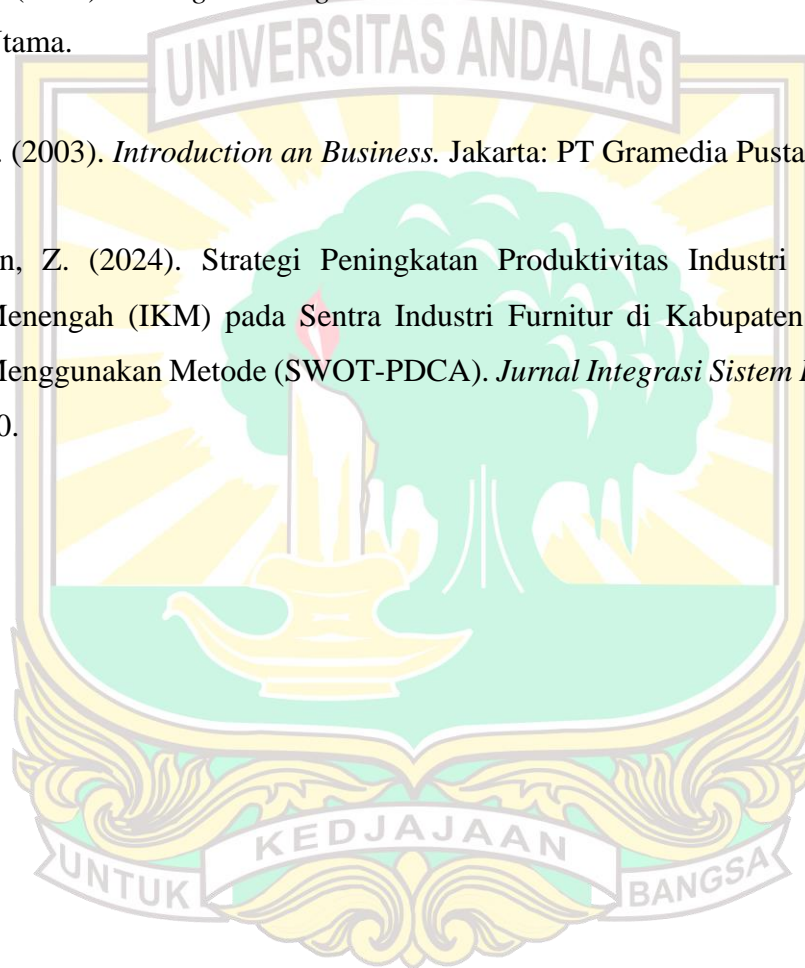 Utama.
UNIVERSITAS ANDALAS
. (2003). Introduction an Business. Jakarta: PT Gramedia Pusta
n, Z. (2024). Strategi Peningkatan Produktivitas Industri
Menengah (IKM) pada Sentra Industri Furnitur di Kabupaten
Menggunakan Metode (SWOT-PDCA). Jurnal Integrasi Sistem
0.
KEDJAJAAN
UNTUK BANGSA